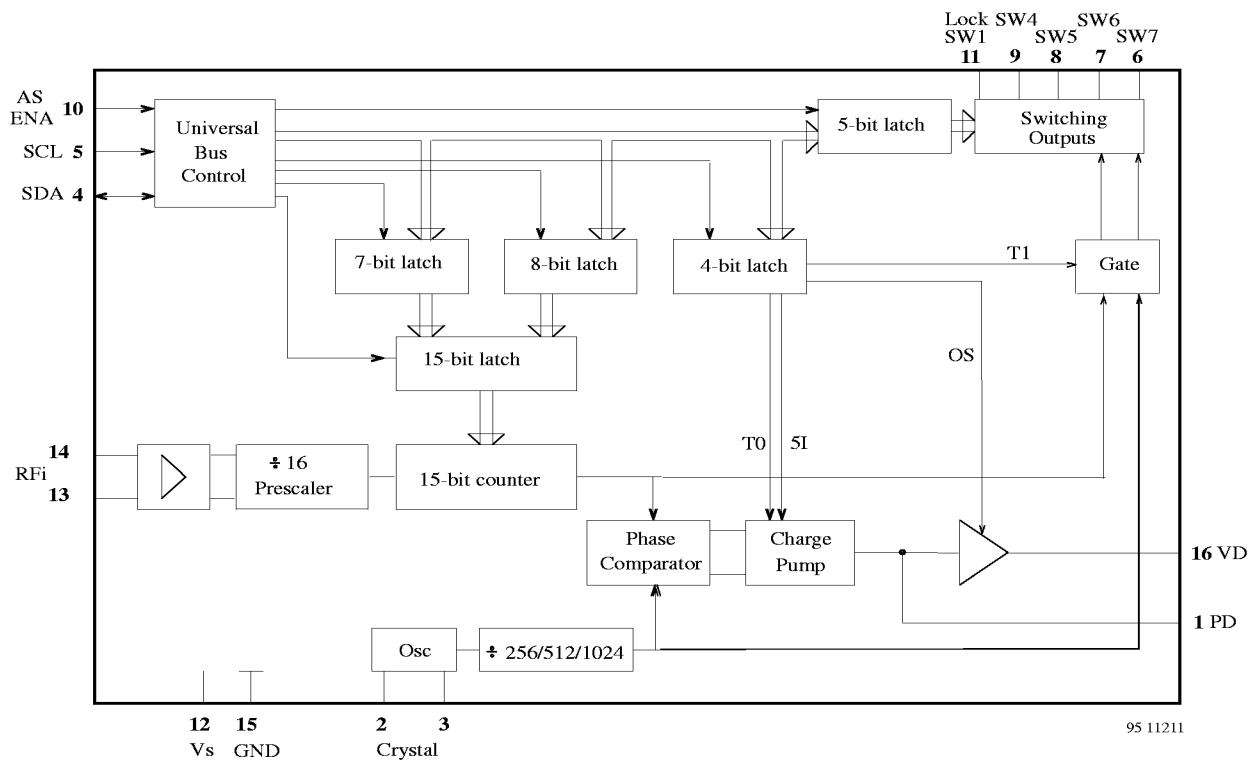 Lock SW4 SW6
SW1 SW5 SW7
11 9 8 7 6
AS
ENA 10
SCL 5
SDA 4
Universal
Bus
Control
5-bit latch
Switching
Outputs
7-bit latch
8-bit latch
4-bit latch
T1
Gate
15-bit latch
OS
T0 5I
14
RFi
13
÷ 16
Prescaler
15-bit counter
Phase
Comparator
Charge
Pump
16 VD
1 PD
Osc
÷ 256/512/1024
12 15 2 3
Vs GND Crystal
95 11211